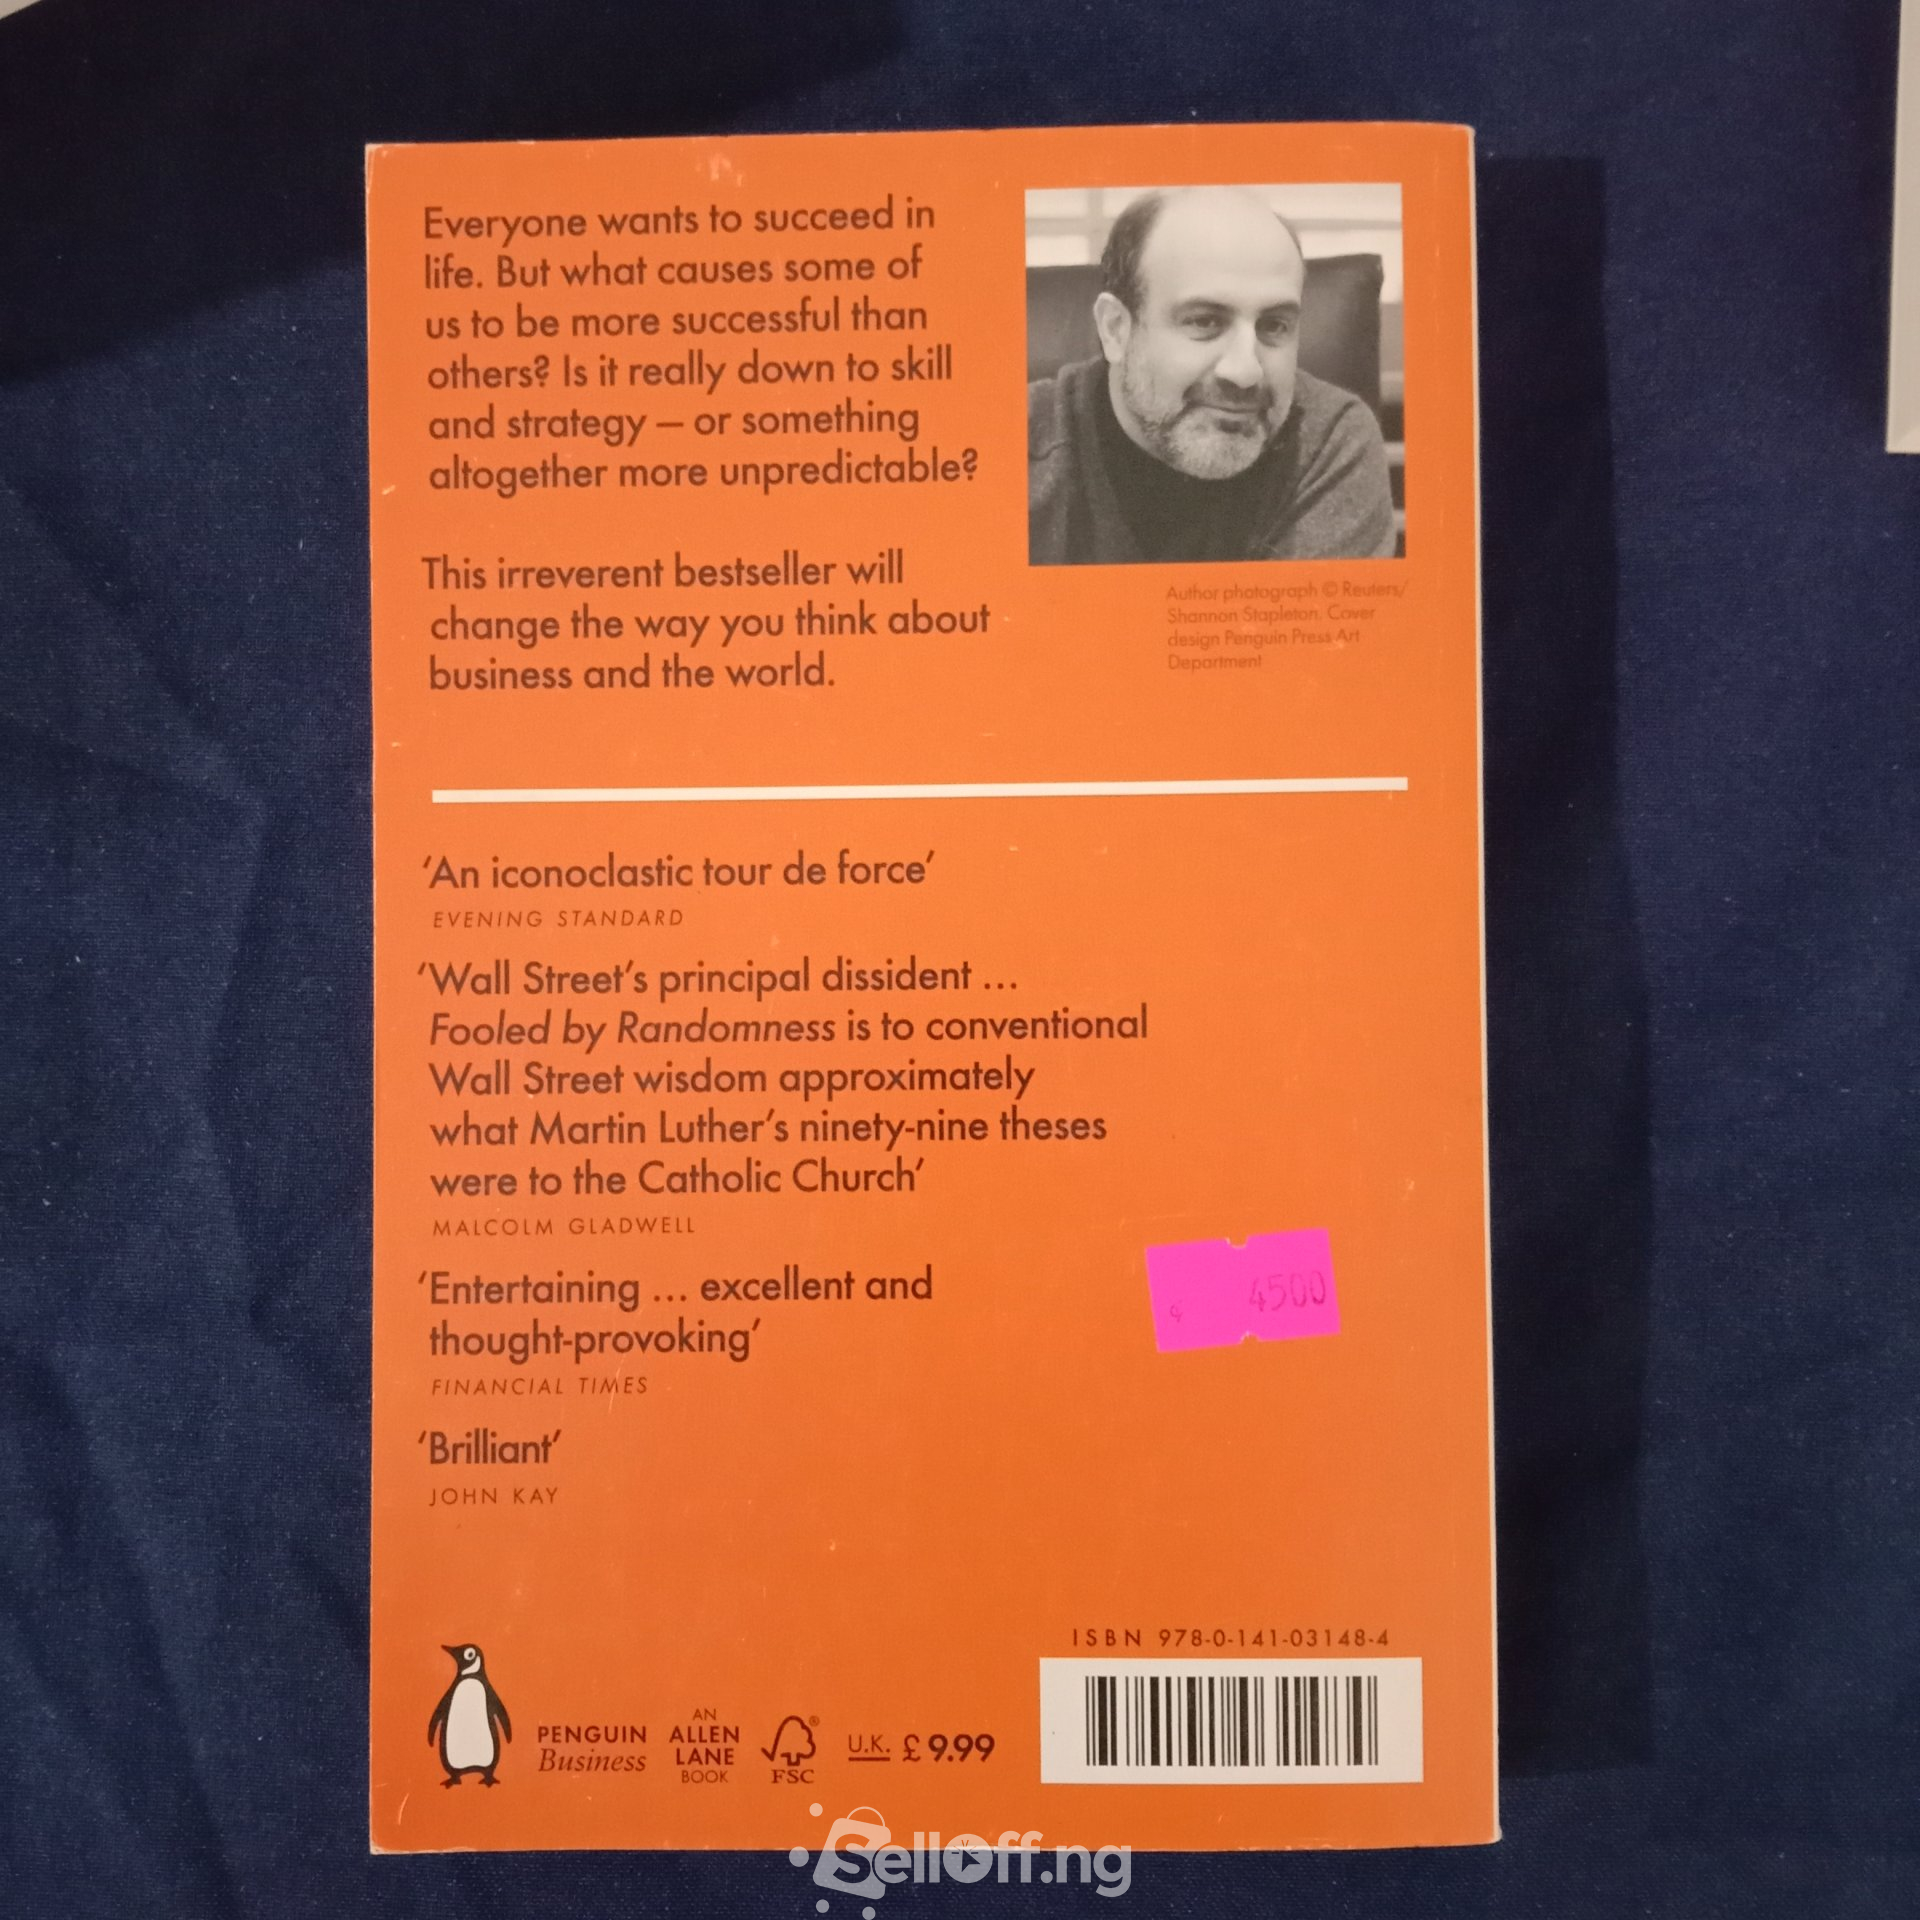 Everyone wants to succeed in
life. But what causes some of
us to be more successful than
others? Is it really down to skill
and strategy – or something
altogether more unpredictable?
This irreverent bestseller will
change the way you think about
business and the world.
Author photograph © Reuters/
Shannon Stapleton. Cover
design Penguin Press Art
Department
‘An iconoclastic tour de force’
EVENING STANDARD
‘Wall Street’s principal dissident ...
Fooled by Randomness is to conventional
Wall Street wisdom approximately
what Martin Luther’s ninety-nine theses
were to the Catholic Church’
MALCOLM GLADWELL
‘Entertaining ... excellent and
thought-provoking’
FINANCIAL TIMES
‘Brilliant’
JOHN KAY
4500
ISBN 978-0-141-03148-4
PENGUIN
Business
AN
ALLEN
LANE
BOOK
®
FSC
U.K. £9.99
SellOff.ng